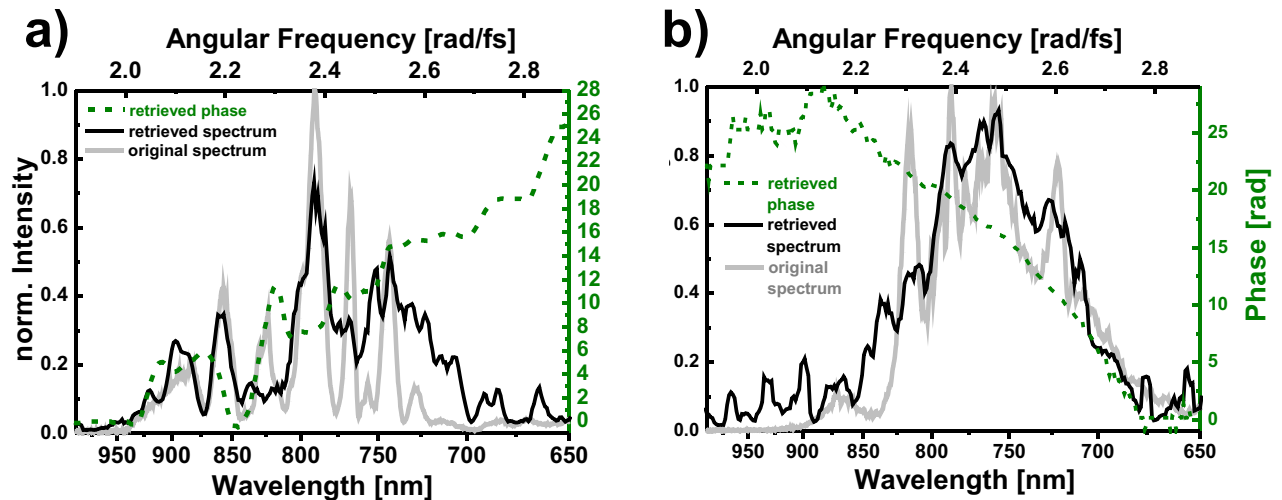 a)
Angular Frequency [rad/fs]
2.0 2.2 2.4 2.6 2.8
1.0
0.8
0.6
0.4
0.2
0.0
norm. Intensity
retrieved phase
retrieved spectrum
original spectrum
28
26
24
22
20
18
16
14
12
10
8
6
4
2
0
950 900 850 800 750 700 650
Wavelength [nm]
b)
Angular Frequency [rad/fs]
2.0 2.2 2.4 2.6 2.8
1.0
0.8
0.6
0.4
0.2
0.0
retrieved
phase
retrieved
spectrum
original
spectrum
25
20
15
10
5
0
Phase [rad]
950 900 850 800 750 700 650
Wavelength [nm]